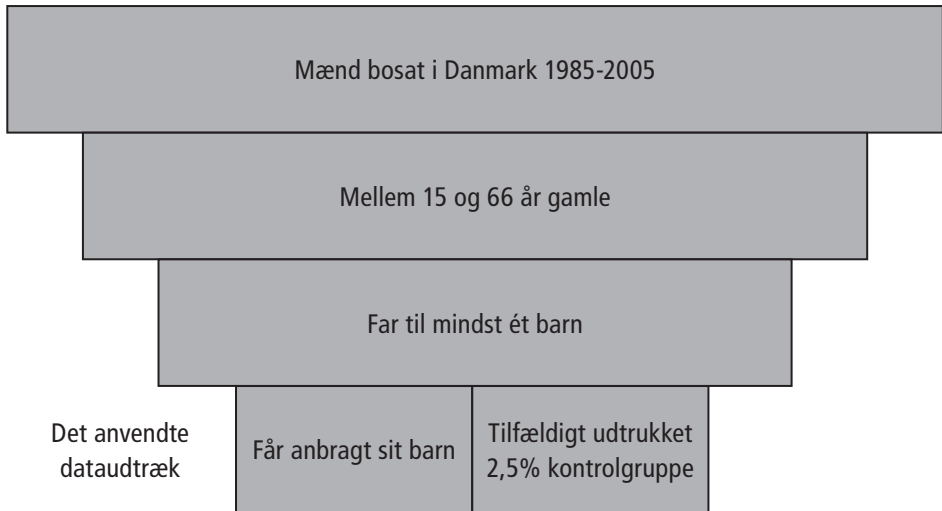 Mænd bosat i Danmark 1985-2005
Mellem 15 og 66 år gamle
Far til mindst ét barn
Det anvendte
dataudtræk
Får anbragt sit barn
Tilfældigt udtrukket
2,5% kontrolgruppe